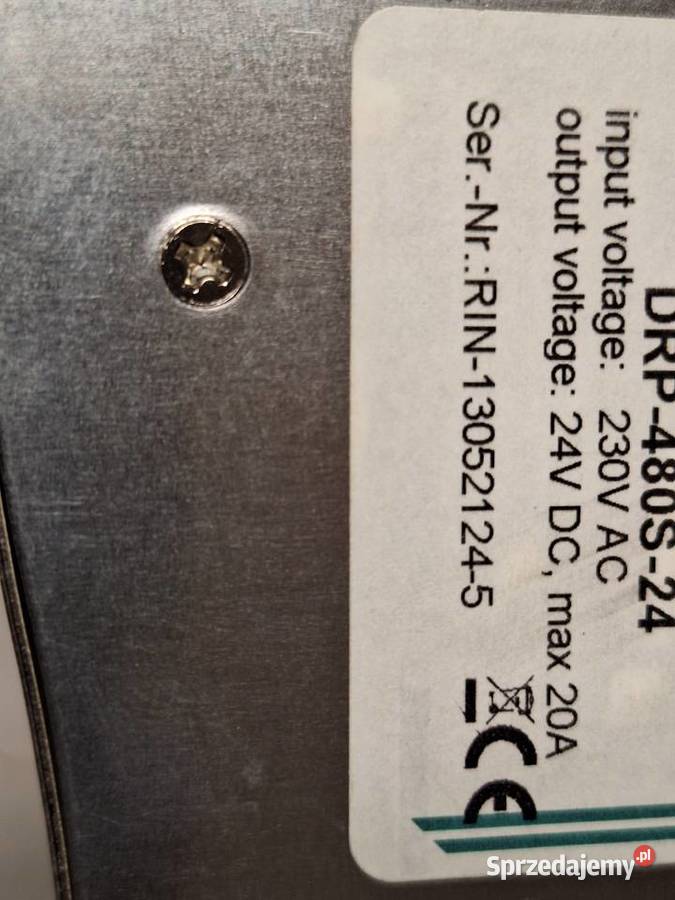 DRP-480S-24
input voltage: 230V AC
output voltage: 24V DC, max 20A
Ser.-Nr.:RIN-13052124-5
CE
Sprzedajemy.pl